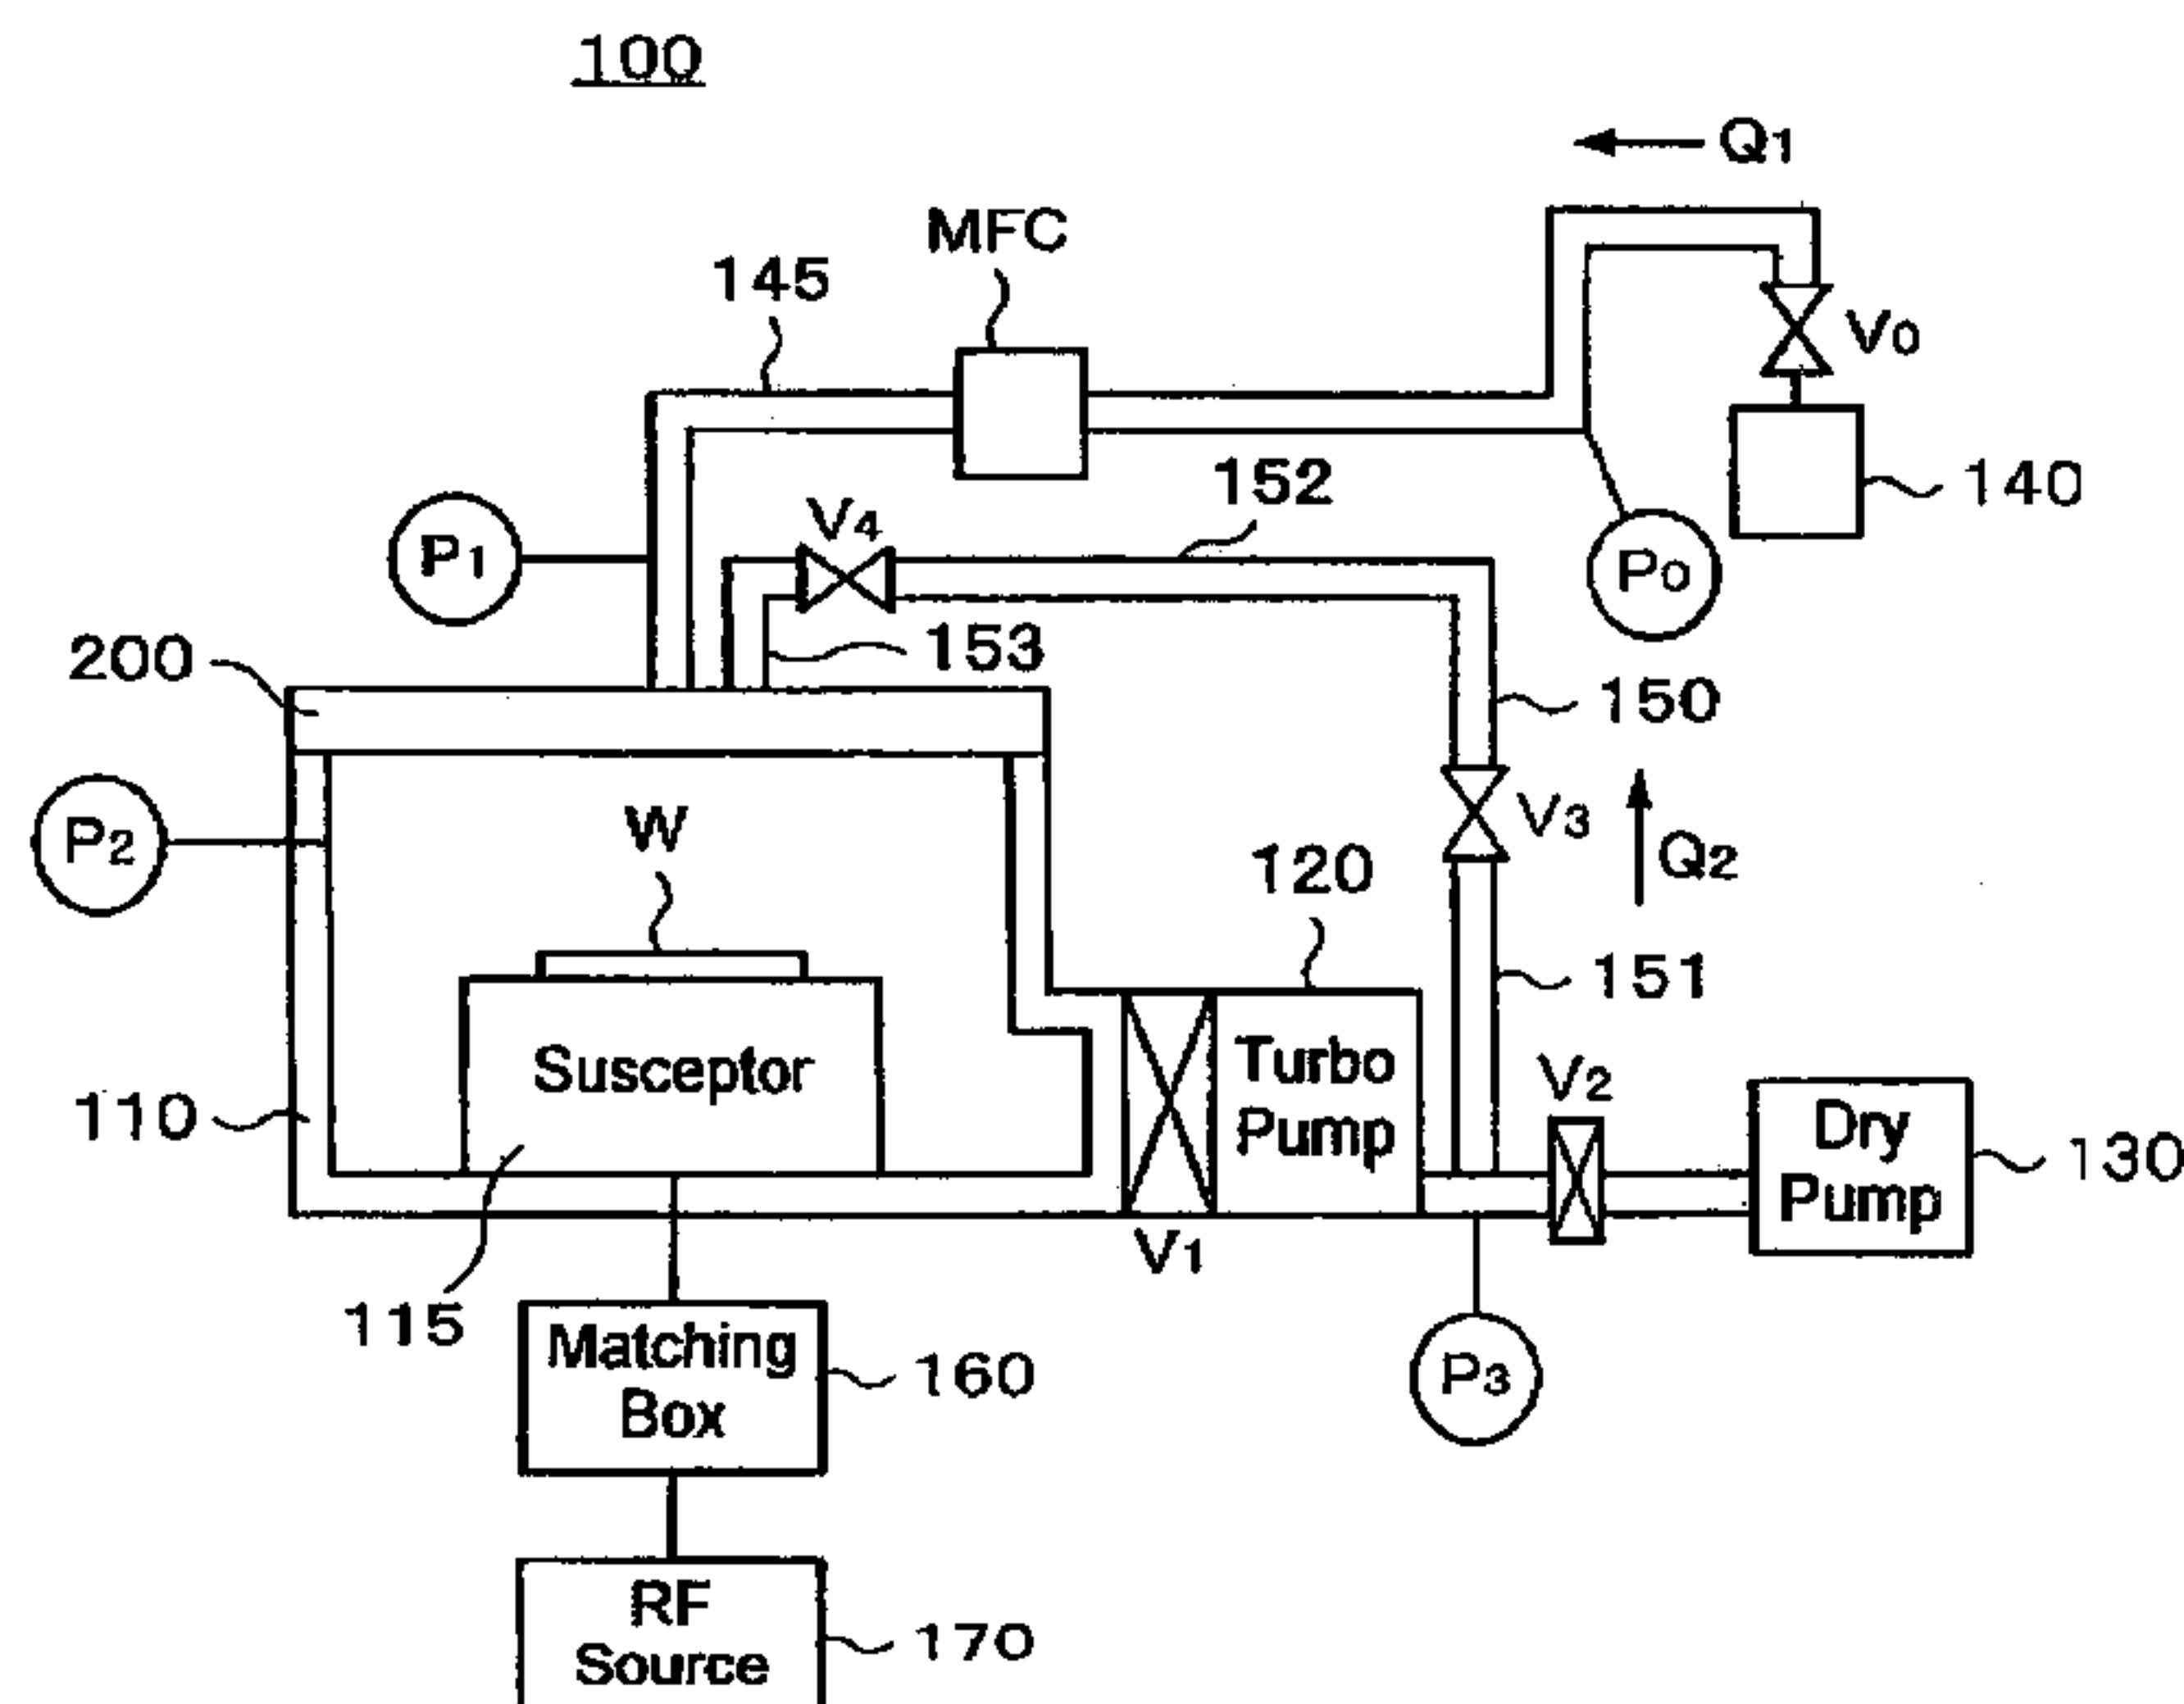 100
Q1
MFC
145
V0
152
140
V4
P1
P0
153
200
150
W
V3
P2
120
Q2
151
Susceptor
Turbo
Pump
V2
110
Dry
Pump
130
V1
115
Matching
Box
160
P3
RF
Source
170